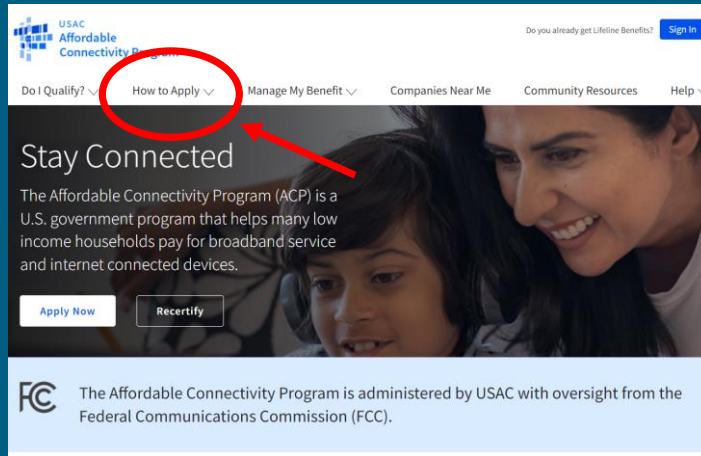 USAC
Affordable
Connectivity Program
Do you already get Lifeline Benefits?
Sign In
Do I Qualify?
How to Apply
Manage My Benefit
Companies Near Me
Community Resources
Help
Stay Connected
The Affordable Connectivity Program (ACP) is a
U.S. government program that helps many low
income households pay for broadband service
and internet connected devices.
Apply Now
Recertify
FC
The Affordable Connectivity Program is administered by USAC with oversight from the
Federal Communications Commission (FCC).